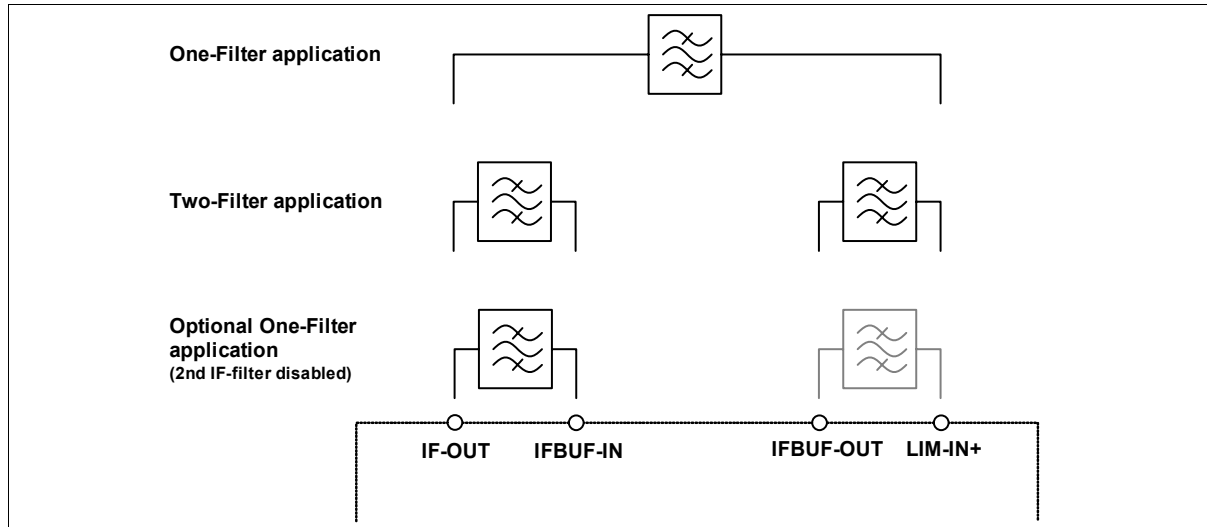 One-Filter application
Two-Filter application
Optional One-Filter
application
(2nd IF-filter disabled)
IF-OUT IFBUF-IN IFBUF-OUT LIM-IN+